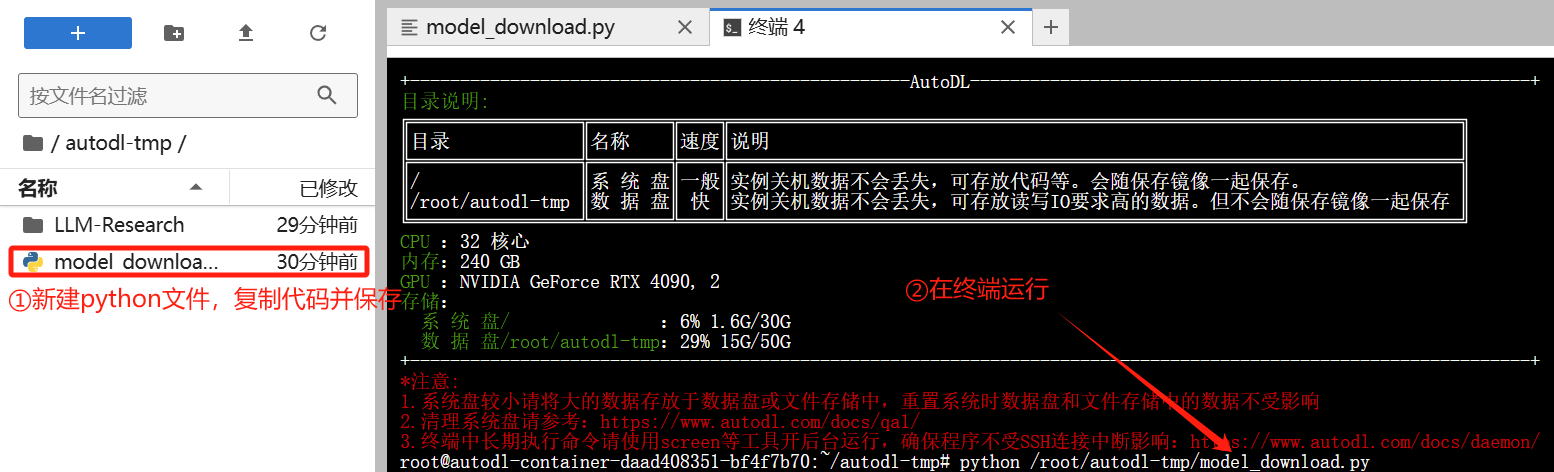 model_download.py
终端 4
按文件名过滤
/ autodl-tmp /
名称 已修改
LLM-Research 29分钟前
model_downloa... 30分钟前
①新建python文件，复制代码并保存
AutoDL
目录说明:
目录 名称 速度 说明
/ 系 统 盘 一般 实例关机数据不会丢失，可存放代码等。会随保存镜像一起保存。
/root/autodl-tmp 数 据 盘 快 实例关机数据不会丢失，可存放读写IO要求高的数据。但不会随保存镜像一起保存
CPU ：32 核心
内存：240 GB
GPU ：NVIDIA GeForce RTX 4090, 2
存储：
系 统 盘/ ：6% 1.6G/30G
数 据 盘/root/autodl-tmp：29% 15G/50G
②在终端运行
*注意:
1.系统盘较小请将大的数据存放于数据盘或文件存储中，重置系统时数据盘和文件存储中的数据不受影响
2.清理系统盘请参考：https://www.autodl.com/docs/qa1/
3.终端中长期执行命令请使用screen等工具开后台运行，确保程序不受SSH连接中断影响：https://www.autodl.com/docs/daemon/
root@autodl-container-daad408351-bf4f7b70:~/autodl-tmp# python /root/autodl-tmp/model_download.py